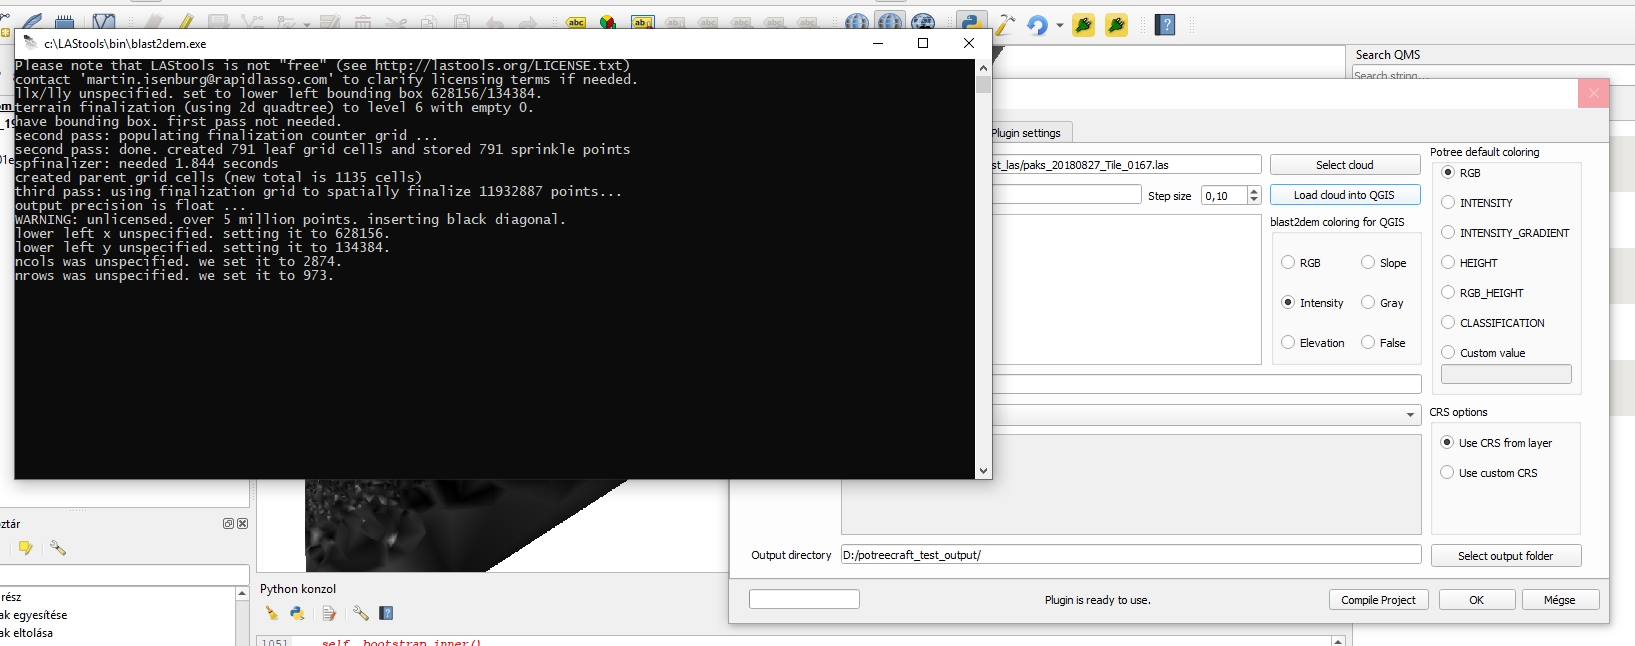 abc
ab
c:\LAStools\bin\blast2dem.exe
Please note that LAStools is not "free" (see http://lastools.org/LICENSE.txt)
contact 'martin.isenburg@rapidlasso.com' to clarify licensing terms if needed.
llx/lly unspecified. set to lower left bounding box 628156/134384.
terrain finalization (using 2d quadtree) to level 6 with empty 0.
have bounding box. first pass not needed.
second pass: populating finalization counter grid ...
second pass: done. created 791 leaf grid cells and stored 791 sprinkle points
spfinalizer: needed 1.844 seconds
created parent grid cells (new total is 1135 cells)
third pass: using finalization grid to spatially finalize 11932887 points...
output precision is float ...
WARNING: unlicensed. over 5 million points. inserting black diagonal.
lower left x unspecified. setting it to 628156.
lower left y unspecified. setting it to 134384.
ncols was unspecified. we set it to 2874.
nrows was unspecified. we set it to 973.
Search QMS
Search string...
Plugin settings
st_las/paks_20180827_Tile_0167.las
Select cloud
Step size
0,10
Load cloud into QGIS
blast2dem coloring for QGIS
RGB
Slope
Intensity
Gray
Elevation
False
Potree default coloring
RGB
INTENSITY
INTENSITY_GRADIENT
HEIGHT
RGB_HEIGHT
CLASSIFICATION
Custom value
CRS options
Use CRS from layer
Use custom CRS
Output directory
D:/potreecraft_test_output/
Select output folder
Plugin is ready to use.
Compile Project
OK
Mégse
om
_19
01e
oztár
rész
ak egyesítése
ak eltolása
Python konzol
1051 self._bootstrap_inner()